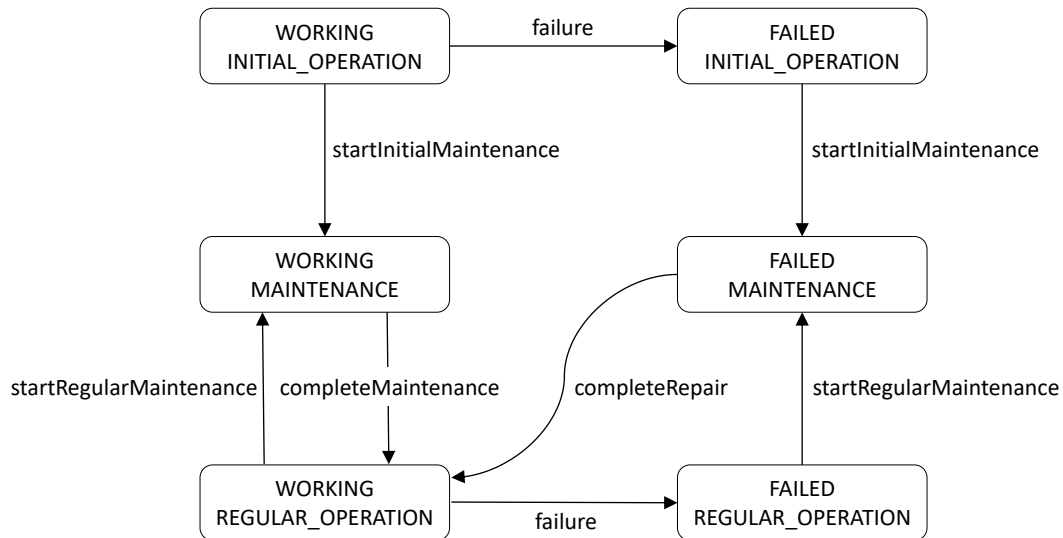 WORKING
INITIAL_OPERATION
failure
FAILED
INITIAL_OPERATION
startInitialMaintenance
startInitialMaintenance
WORKING
MAINTENANCE
FAILED
MAINTENANCE
startRegularMaintenance
completeMaintenance
completeRepair
startRegularMaintenance
WORKING
REGULAR_OPERATION
failure
FAILED
REGULAR_OPERATION